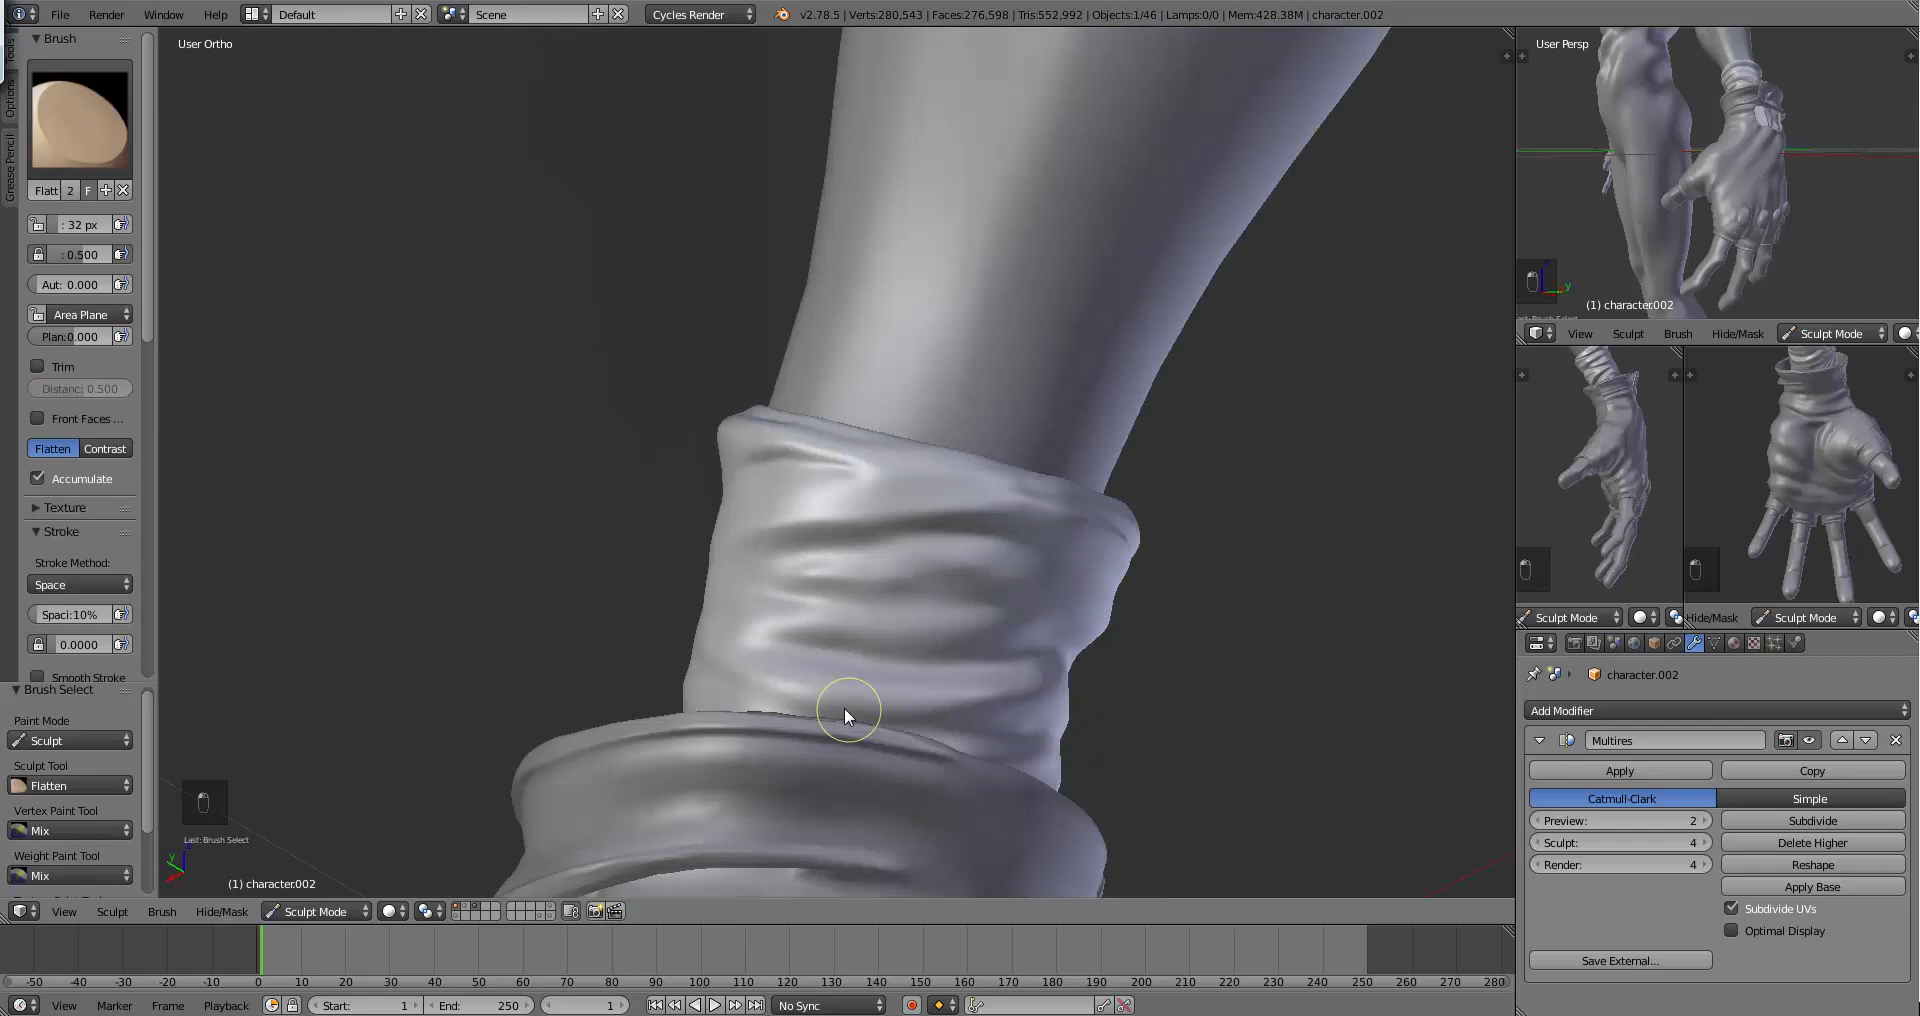 File Render Window Help Default Scene Cycles Render v2.78.5 | Verts:280,543 | Faces:276,598 | Tris:552,992 | Objects:1/46 | Lamps:0/0 | Mem:428.38M | character.002
Brush
User Ortho
User Persp
Tools
Options
Grease Pencil
Flatt 2 F
: 32 px
: 0.500
Aut: 0.000
Area Plane
Plan:0.000
Trim
Distanc: 0.500
Front Faces ...
Flatten Contrast
Accumulate
Texture
Stroke
Stroke Method:
Space
Spaci:10%
0.0000
Smooth Stroke
Brush Select
Paint Mode
Sculpt
Sculpt Tool
Flatten
Vertex Paint Tool
Mix
Weight Paint Tool
Mix
Last: Brush Select
(1) character.002
y
(1) character.002
View Sculpt Brush Hide/Mask Sculpt Mode
Sculpt Mode
Hide/Mask Sculpt Mode
character.002
Add Modifier
Multires
Apply Copy
Catmull-Clark Simple
Preview: 2 Subdivide
Sculpt: 4 Delete Higher
Render: 4 Reshape
Apply Base
Subdivide UVs
Optimal Display
Save External...
y
View Sculpt Brush Hide/Mask Sculpt Mode
-50 -40 -30 -20 -10 0 10 20 30 40 50 60 70 80 90 100 110 120 130 140 150 160 170 180 190 200 210 220 230 240 250 260 270 280
View Marker Frame Playback Start: 1 End: 250 1 No Sync